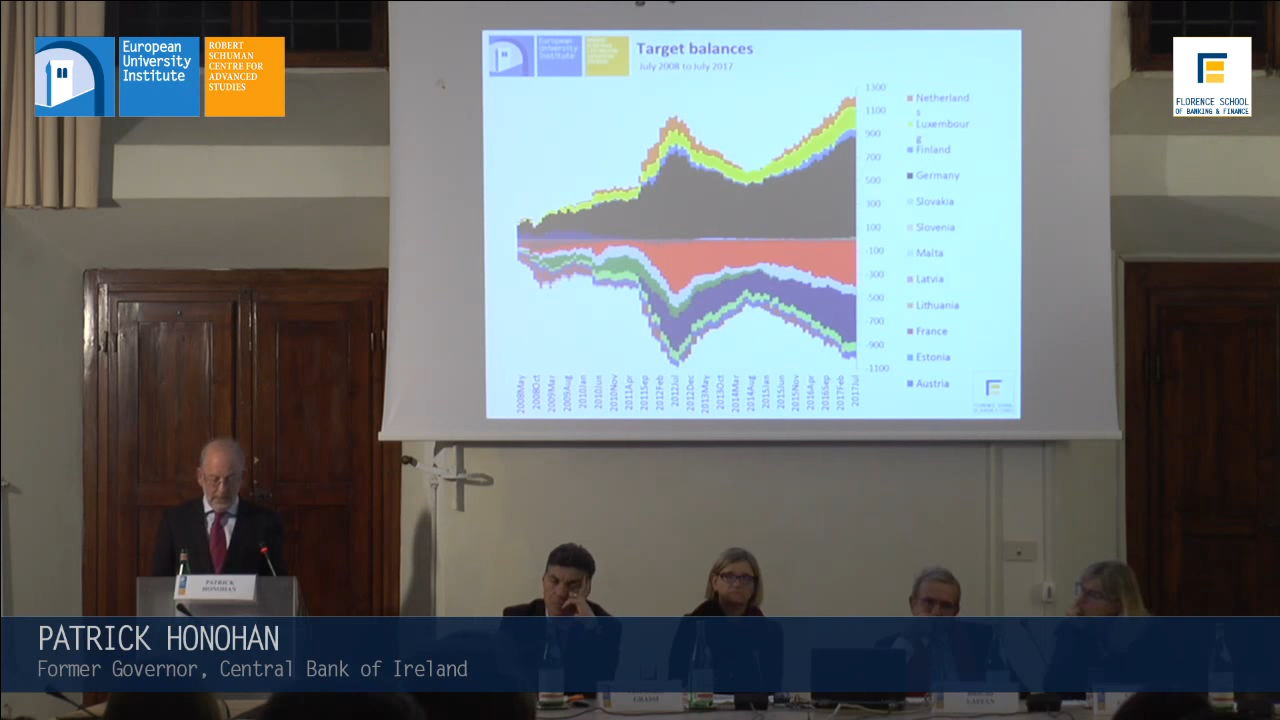 European
University
Institute
ROBERT
SCHUMAN
CENTRE FOR
ADVANCED
STUDIES
FLORENCE SCHOOL
OF BANKING & FINANCE
European
University
Institute
Target balances
July 2008 to July 2017
1300
1100
900
700
500
300
100
-100
-300
-500
-700
-900
-1100
Netherland
s
Luxembour
g
Finland
Germany
Slovakia
Slovenia
Malta
Latvia
Lithuania
France
Estonia
Austria
2008May
2008Oct
2009Mar
2009Aug
2010Jan
2010Jun
2010Nov
2011Apr
2011Sep
2012Feb
2012Jul
2012Dec
2013May
2013Oct
2014Mar
2014Aug
2015Jan
2015Jun
2015Nov
2016Apr
2016Sep
2017Feb
2017Jul
PATRICK
HONOHAN
PATRICK HONOHAN
Former Governor, Central Bank of Ireland
LAFFAN